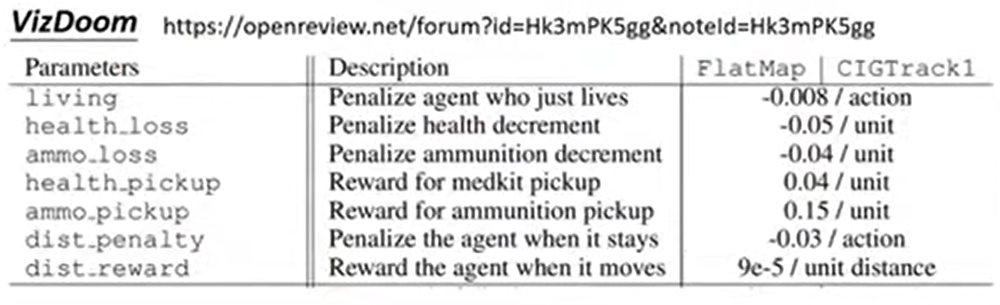 VizDoom https://openreview.net/forum?id=Hk3mPK5gg&noteId=Hk3mPK5gg
Parameters Description FlatMap | CIGTrack1
living Penalize agent who just lives -0.008 / action
health_loss Penalize health decrement -0.05 / unit
ammo_loss Penalize ammunition decrement -0.04 / unit
health_pickup Reward for medkit pickup 0.04 / unit
ammo_pickup Reward for ammunition pickup 0.15 / unit
dist_penalty Penalize the agent when it stays -0.03 / action
dist_reward Reward the agent when it moves 9e-5 / unit distance